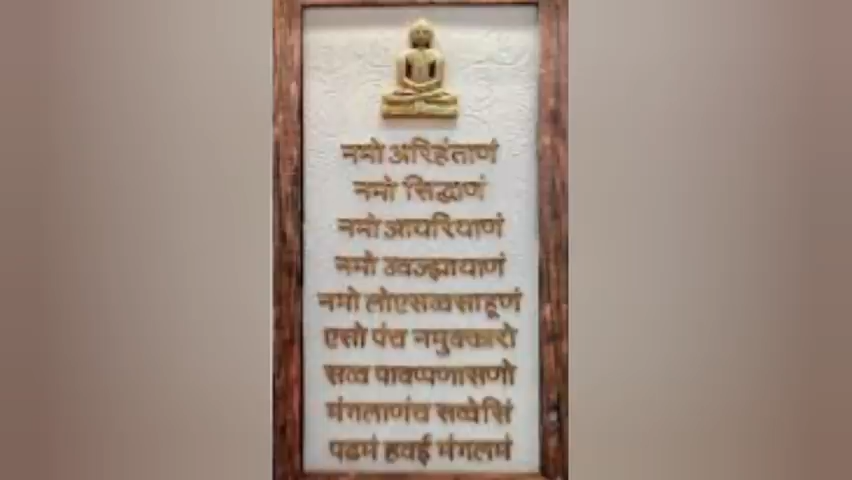 नमो अरिहंताणं
नमो सिद्धाणं
नमो आयरियाणं
नमो उवज्झायाणं
नमो लोएसव्वसाहूणं
एसो पंच नमुक्कारो
सव्व पावप्पणासणो
मंगलाणंच सव्वेसिं
पढमं हवई मंगलमं